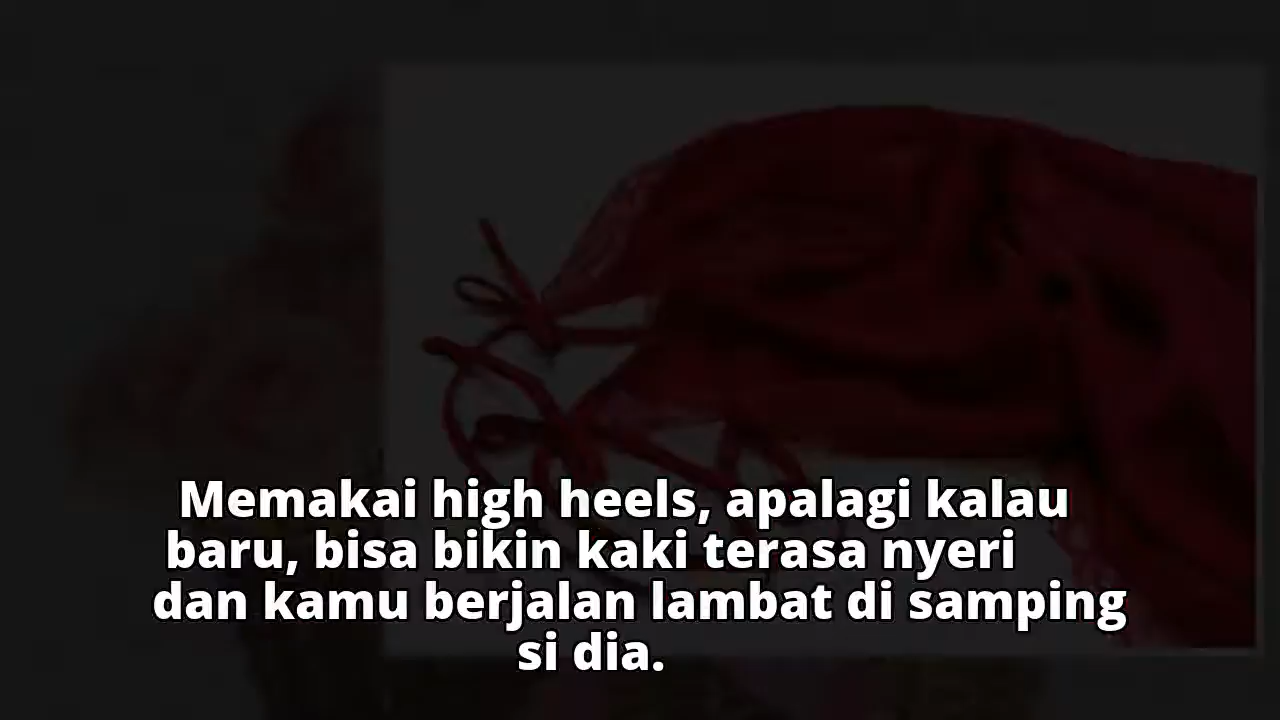 Memakai high heels, apalagi kalau
baru, bisa bikin kaki terasa nyeri
dan kamu berjalan lambat di samping
si dia.